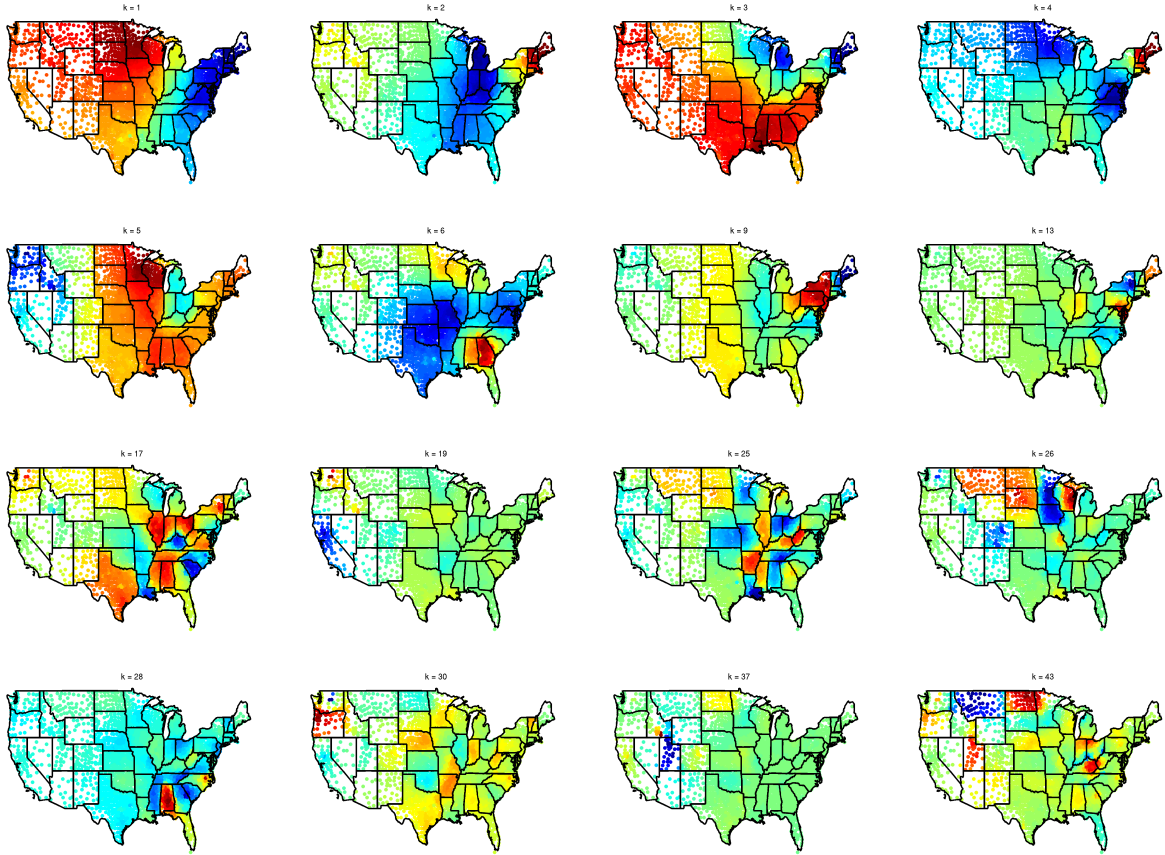 k = 1
k = 2
k = 3
k = 4
k = 5
k = 6
k = 9
k = 13
k = 17
k = 19
k = 25
k = 26
k = 28
k = 30
k = 37
k = 43